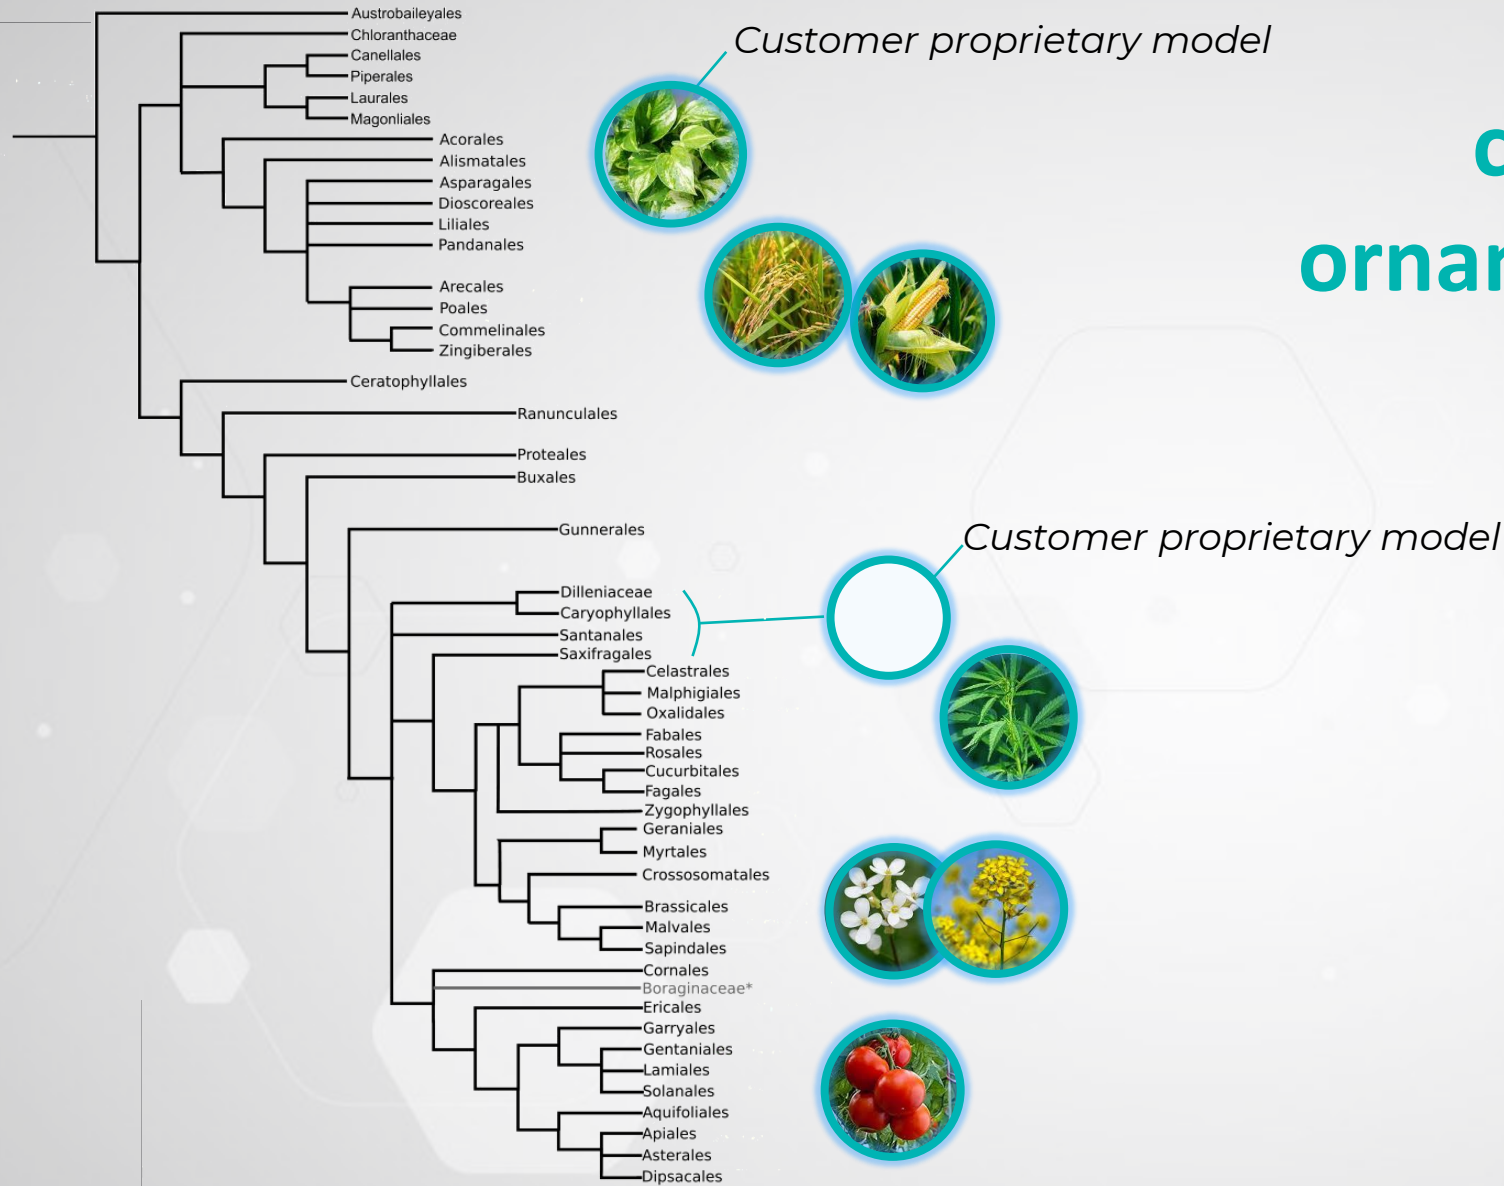 Austrobaileyales
Chloranthaceae
Canellales
Piperales
Laurales
Magonliales
Acorales
Alismatales
Asparagales
Dioscoreales
Liliales
Pandanales
Arecales
Poales
Commelinales
Zingiberales
Ceratophyllales
Ranunculales
Proteales
Buxales
Gunnerales
Dilleniaceae
Caryophyllales
Santanales
Saxifragales
Celastrales
Malphigiales
Oxalidales
Fabales
Rosales
Cucurbitales
Fagales
Zygophyllales
Geraniales
Myrtales
Crossosomatales
Brassicales
Malvales
Sapindales
Cornales
Boraginaceae*
Ericales
Garryales
Gentaniales
Lamiales
Solanales
Aquifoliales
Apiales
Asterales
Dipsacales
Customer proprietary model
Customer proprietary model